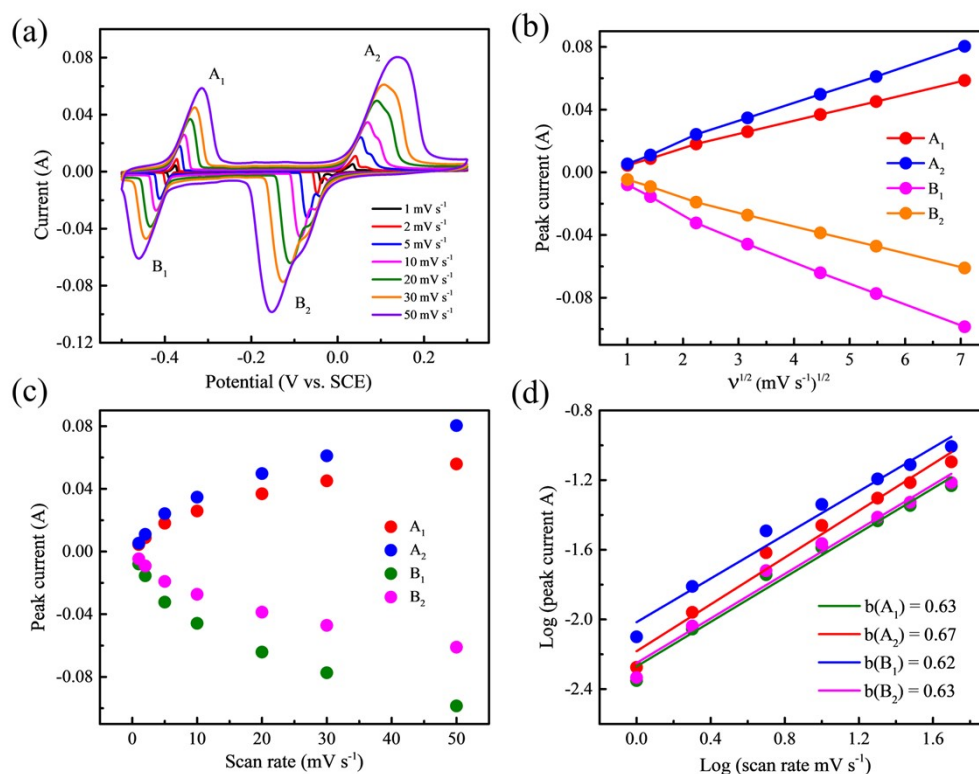 (a)
0.08
0.04
0.00
-0.04
-0.08
-0.12
Current (A)
A₁
A₂
B₁
B₂
1 mV s⁻¹
2 mV s⁻¹
5 mV s⁻¹
10 mV s⁻¹
20 mV s⁻¹
30 mV s⁻¹
50 mV s⁻¹
-0.4
-0.2
0.0
0.2
Potential (V vs. SCE)
(b)
0.08
0.04
0.00
-0.04
-0.08
Peak current (A)
A₁
A₂
B₁
B₂
1 2 3 4 5 6 7
ν^1/2 (mV s⁻¹)^1/2
(c)
0.08
0.04
0.00
-0.04
-0.08
Peak current (A)
A₁
A₂
B₁
B₂
0 10 20 30 40 50
Scan rate (mV s⁻¹)
(d)
-0.8
-1.2
-1.6
-2.0
-2.4
Log (peak current A)
b(A₁) = 0.63
b(A₂) = 0.67
b(B₁) = 0.62
b(B₂) = 0.63
0.0 0.4 0.8 1.2 1.6
Log (scan rate mV s⁻¹)